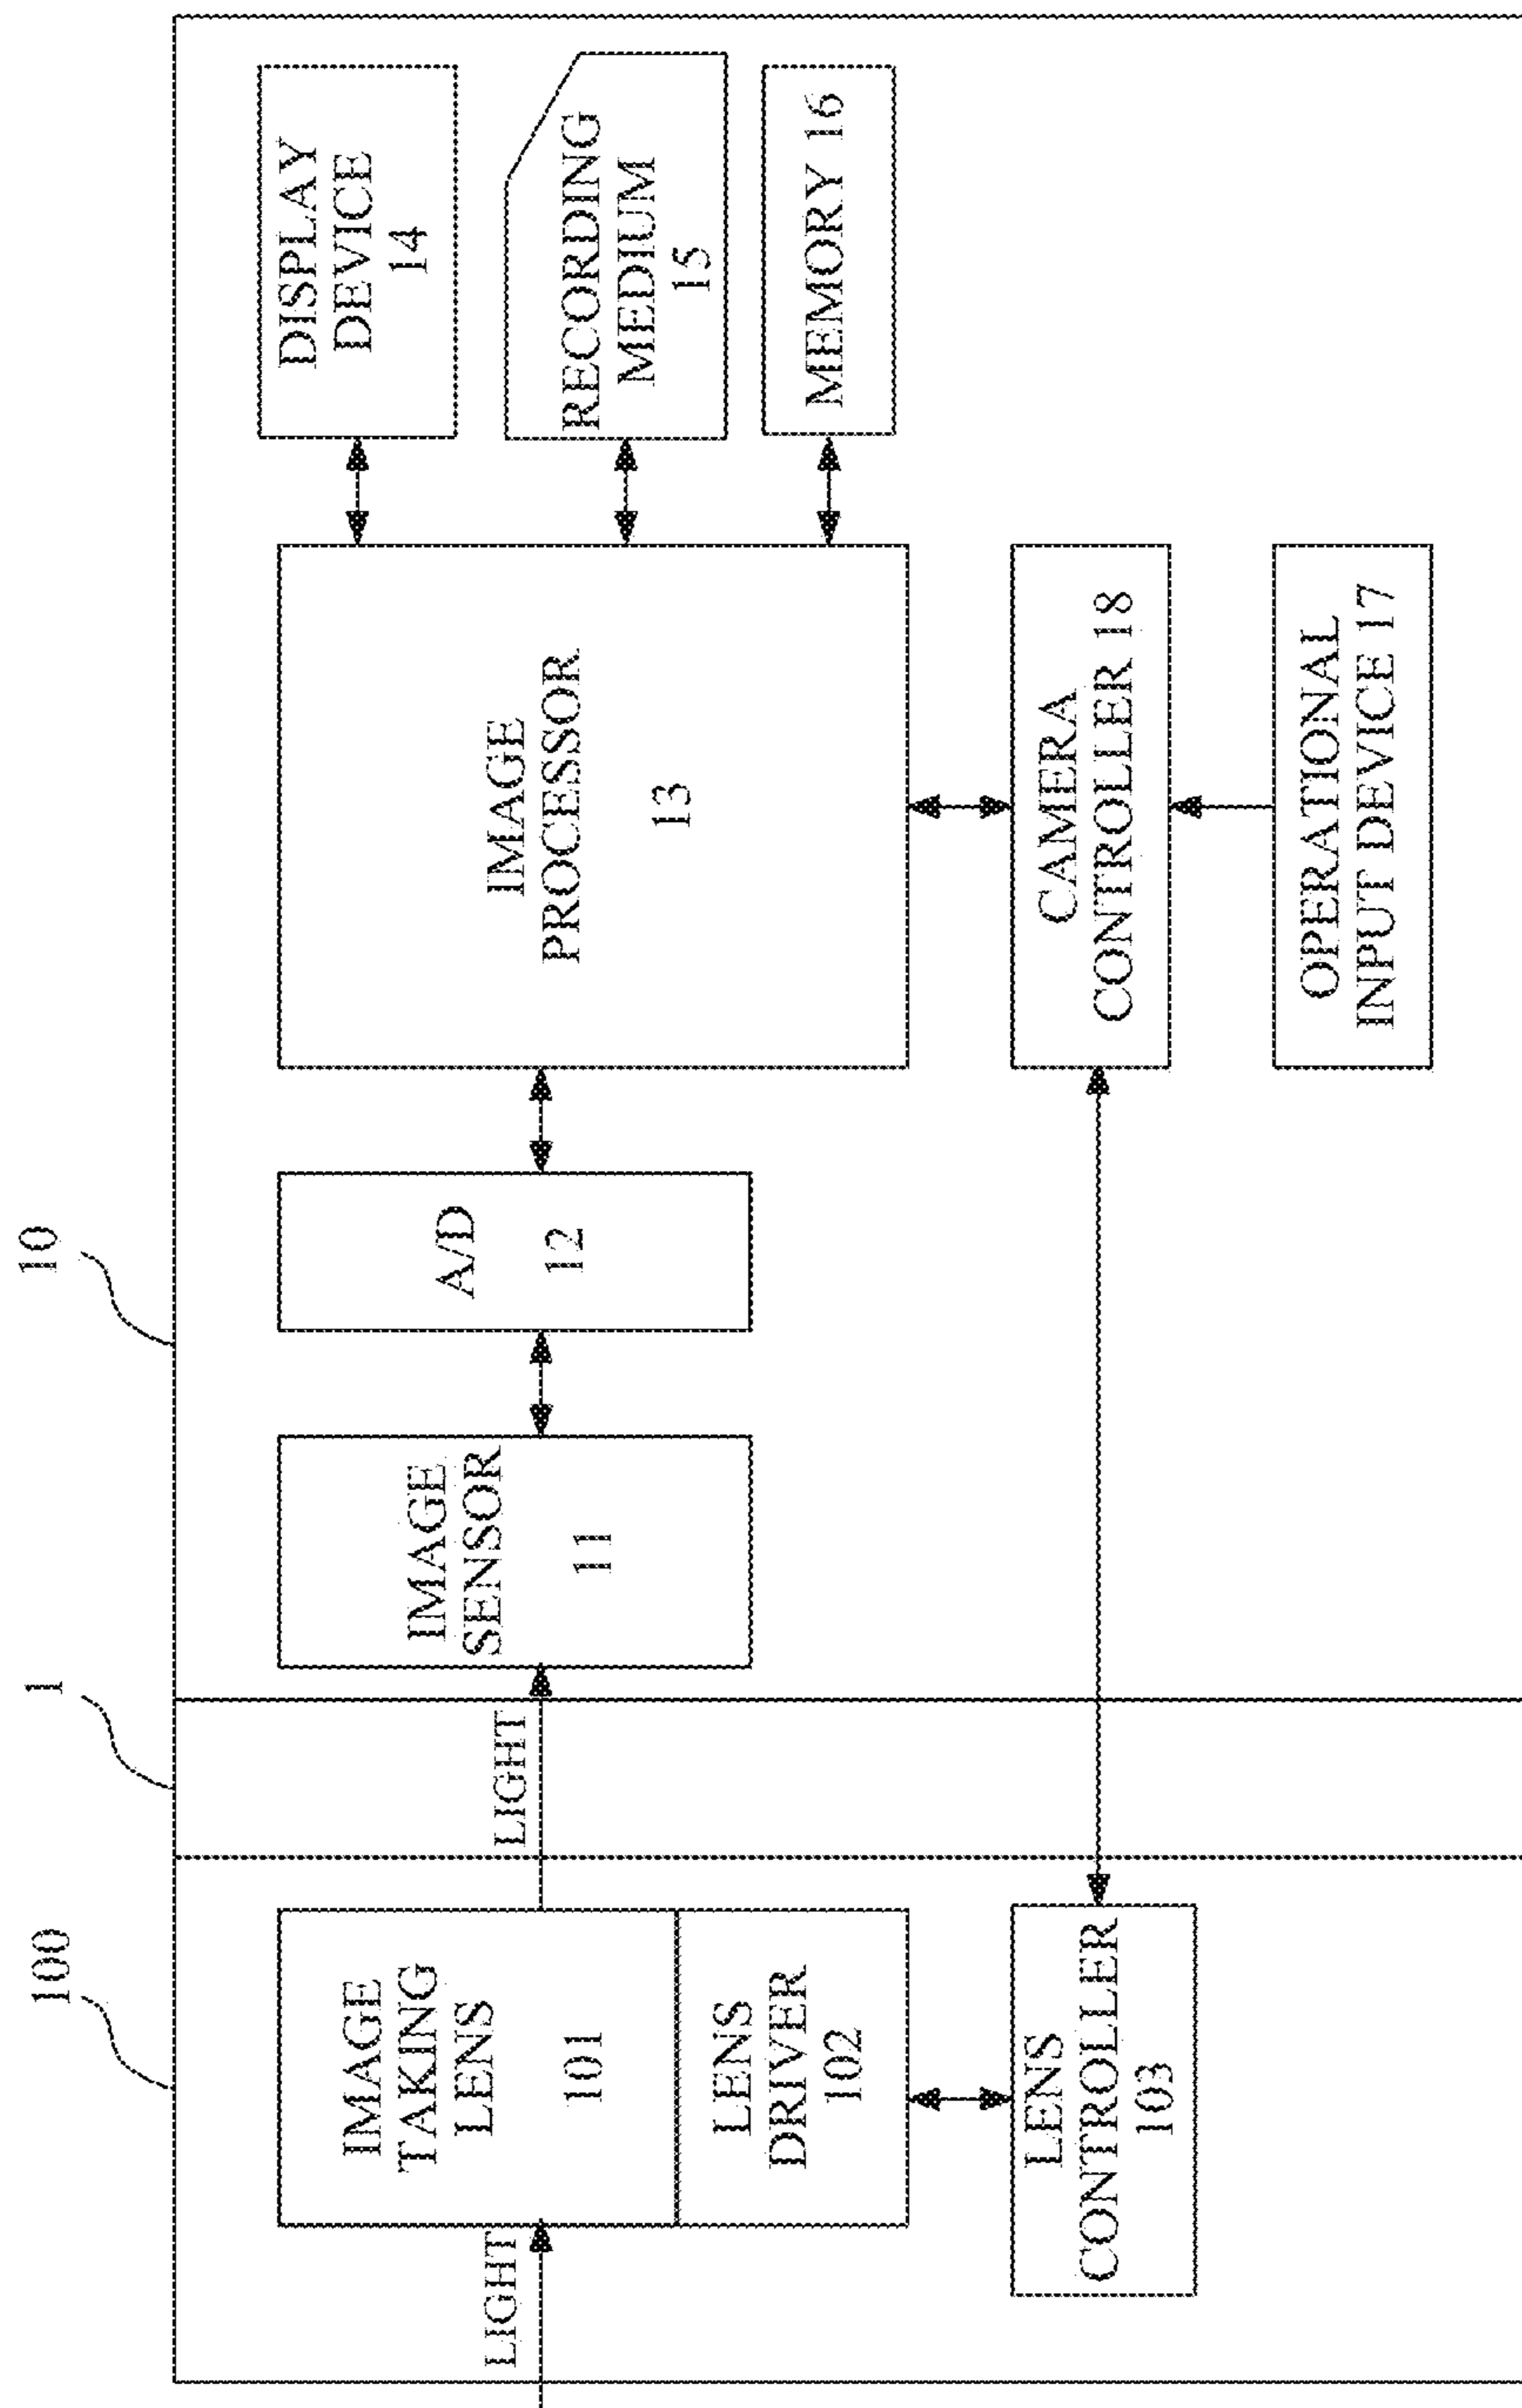 100
1
10
LIGHT
IMAGE
TAKING
LENS
101
LENS
DRIVER
102
LENS
CONTROLLER
103
LIGHT
IMAGE
SENSOR
11
A/D
12
IMAGE
PROCESSOR
13
CAMERA
CONTROLLER 18
OPERATIONAL
INPUT DEVICE 17
DISPLAY
DEVICE
14
RECORDING
MEDIUM
15
MEMORY 16